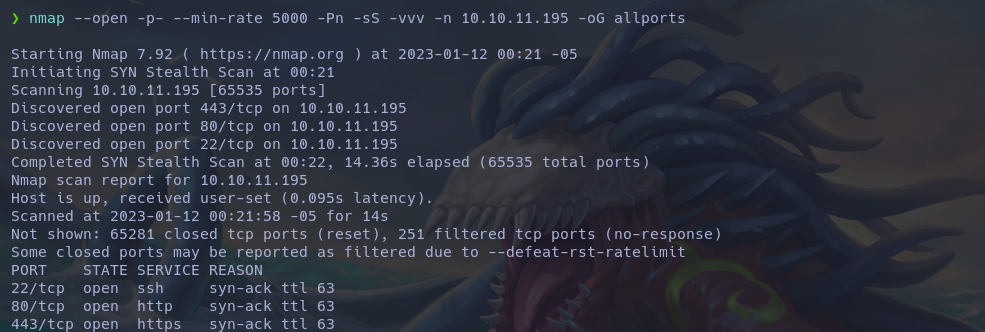 ❯ nmap --open -p- --min-rate 5000 -Pn -sS -vvv -n 10.10.11.195 -oG allports
Starting Nmap 7.92 ( https://nmap.org ) at 2023-01-12 00:21 -05
Initiating SYN Stealth Scan at 00:21
Scanning 10.10.11.195 [65535 ports]
Discovered open port 443/tcp on 10.10.11.195
Discovered open port 80/tcp on 10.10.11.195
Discovered open port 22/tcp on 10.10.11.195
Completed SYN Stealth Scan at 00:22, 14.36s elapsed (65535 total ports)
Nmap scan report for 10.10.11.195
Host is up, received user-set (0.095s latency).
Scanned at 2023-01-12 00:21:58 -05 for 14s
Not shown: 65281 closed tcp ports (reset), 251 filtered tcp ports (no-response)
Some closed ports may be reported as filtered due to --defeat-rst-ratelimit
PORT    STATE SERVICE REASON
22/tcp  open  ssh     syn-ack ttl 63
80/tcp  open  http    syn-ack ttl 63
443/tcp open  https   syn-ack ttl 63